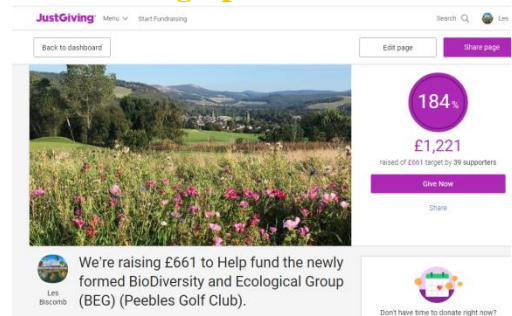 JustGiving Menu Start Fundraising Search Les
Back to dashboard Edit page Share page
184%
£1,221
raised of £661 target by 39 supporters
Give Now
Share
We're raising £661 to Help fund the newly
formed BioDiversity and Ecological Group
(BEG) (Peebles Golf Club).
Les
Biscomb
Don't have time to donate right now?